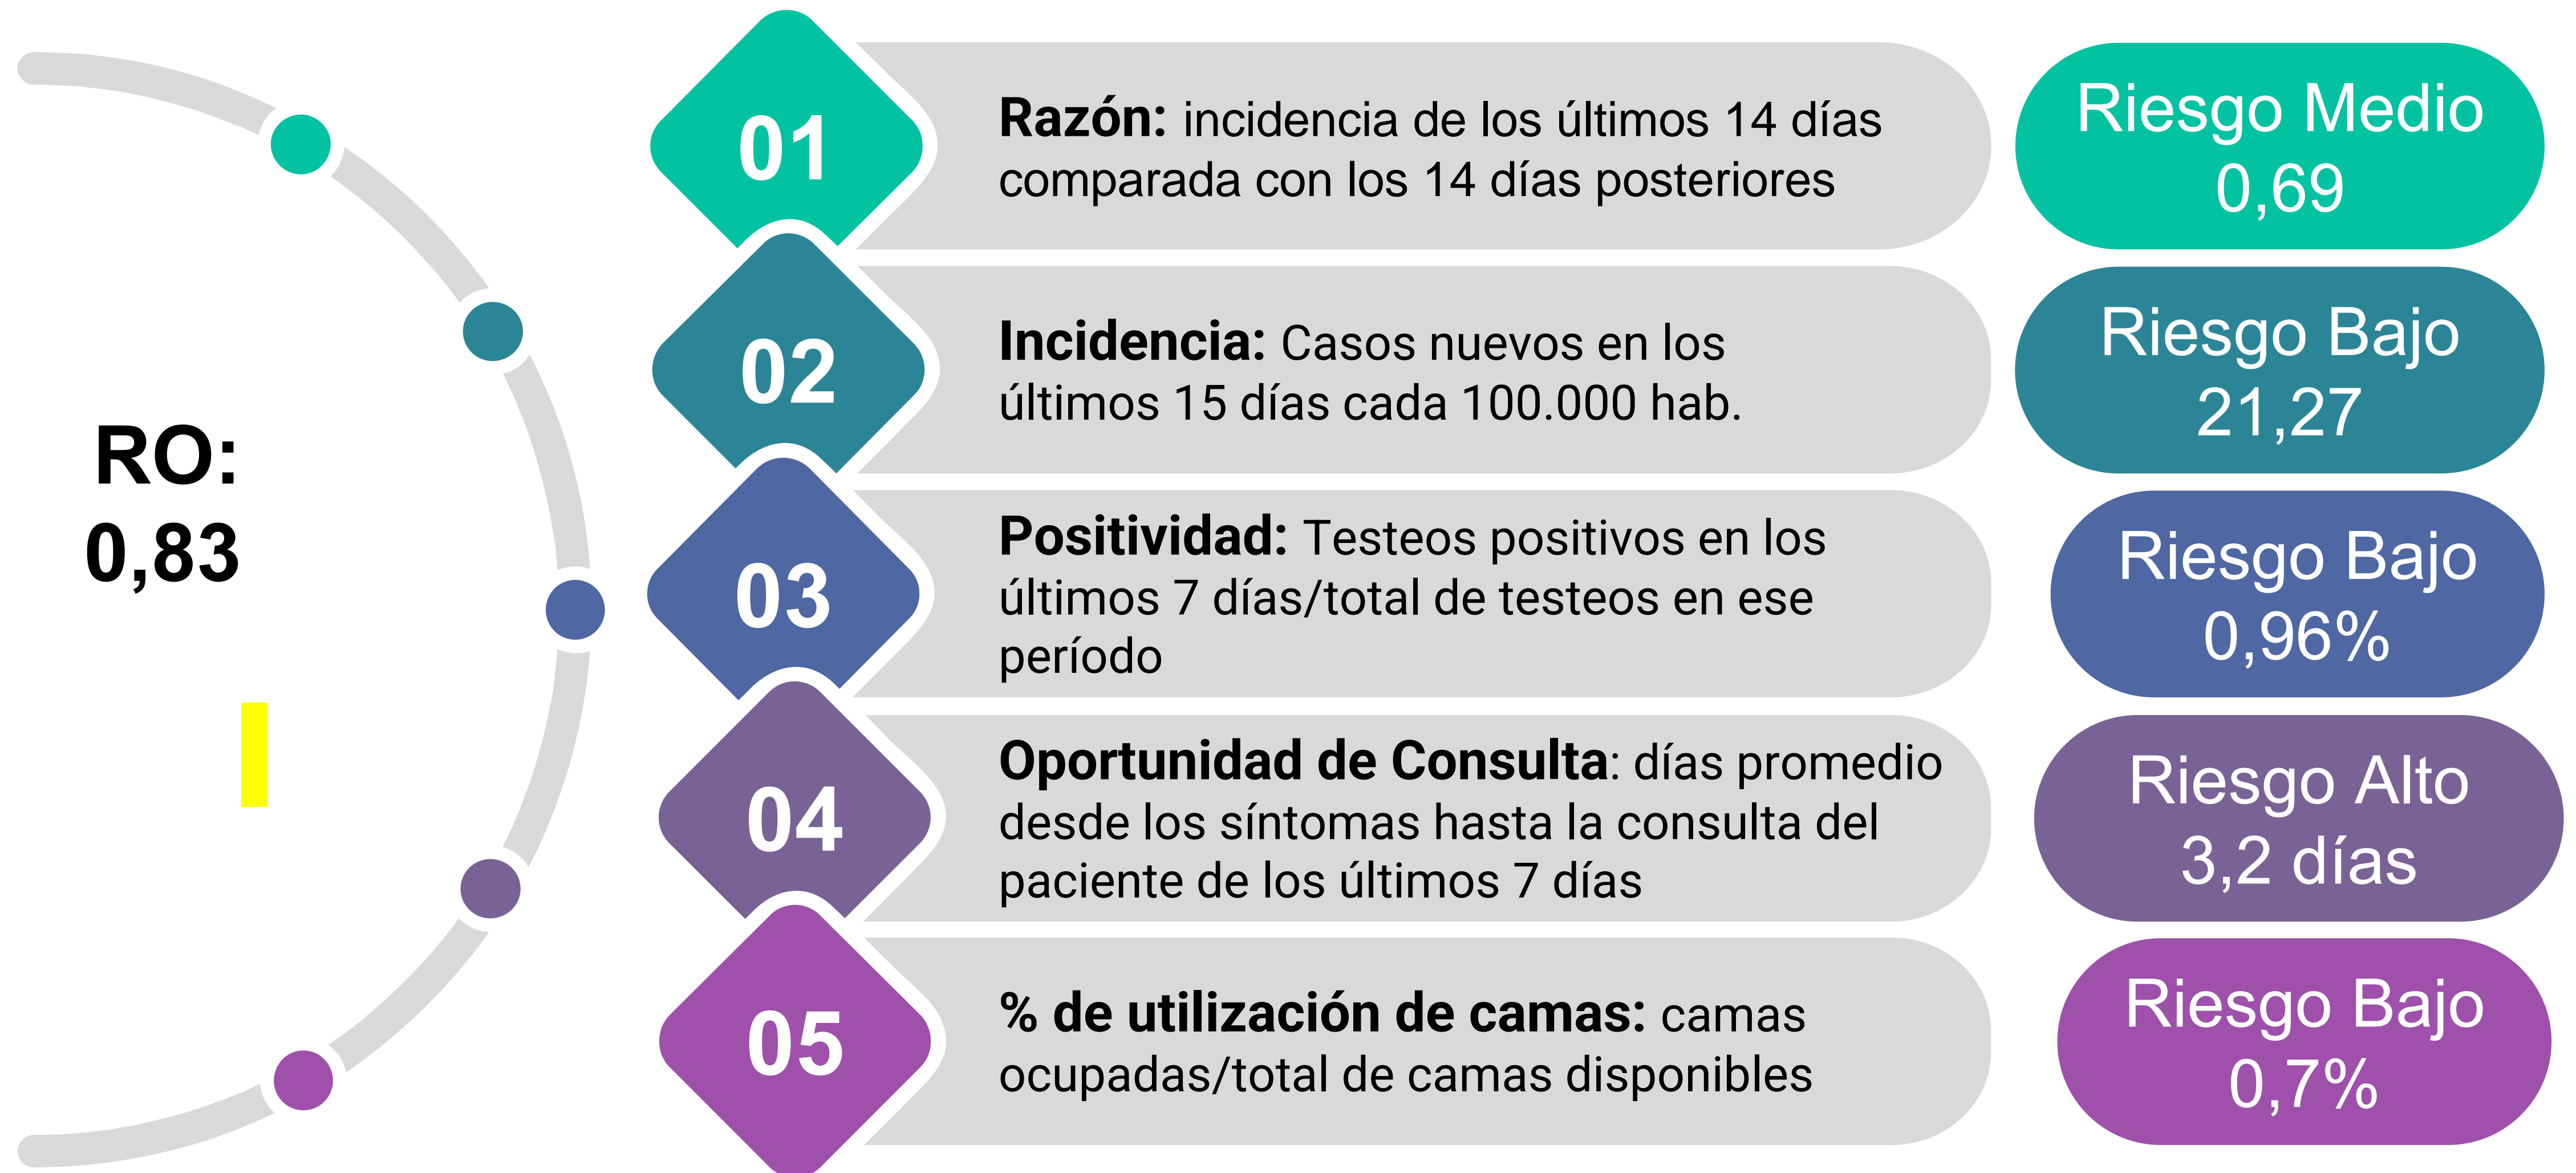 RO:
0,83
01
Razón: incidencia de los últimos 14 días
comparada con los 14 días posteriores
Riesgo Medio
0,69
02
Incidencia: Casos nuevos en los
últimos 15 días cada 100.000 hab.
Riesgo Bajo
21,27
03
Positividad: Testeos positivos en los
últimos 7 días/total de testeos en ese
período
Riesgo Bajo
0,96%
04
Oportunidad de Consulta: días promedio
desde los síntomas hasta la consulta del
paciente de los últimos 7 días
Riesgo Alto
3,2 días
05
% de utilización de camas: camas
ocupadas/total de camas disponibles
Riesgo Bajo
0,7%